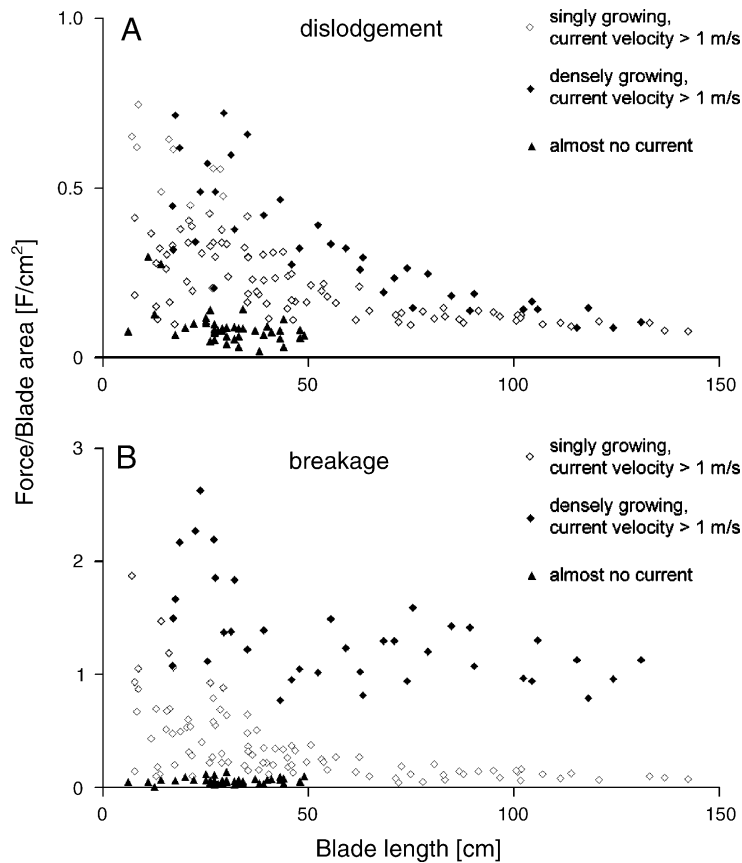 A
dislodgement
singly growing,
current velocity > 1 m/s
densely growing,
current velocity > 1 m/s
almost no current
1.0
0.5
0
0
50
100
150
Force/Blade area [F/cm²]
B
breakage
singly growing,
current velocity > 1 m/s
densely growing,
current velocity > 1 m/s
almost no current
3
2
1
0
0
50
100
150
Blade length [cm]